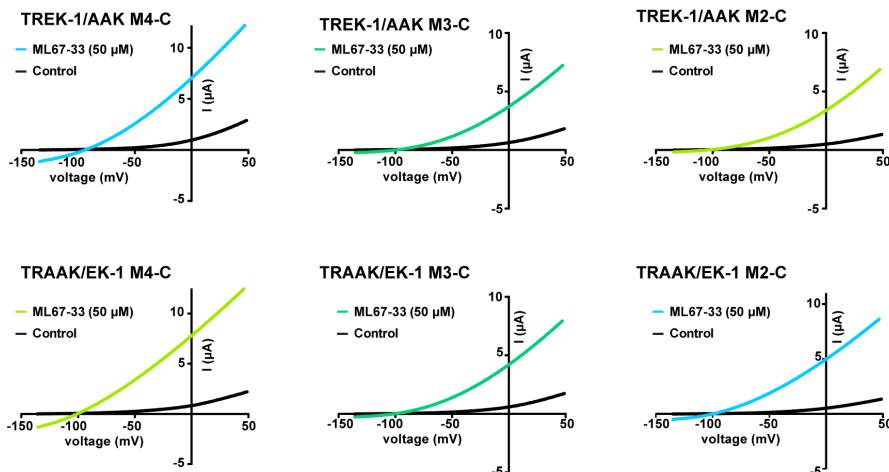 TREK-1/AAK M4-C
ML67-33 (50 μM)
Control
10
5
-5
I (μA)
-150
-100
-50
0
50
voltage (mV)
TREK-1/AAK M3-C
ML67-33 (50 μM)
Control
10
5
-5
I (μA)
-150
-100
-50
0
50
voltage (mV)
TREK-1/AAK M2-C
ML67-33 (50 μM)
Control
10
5
-5
I (μA)
-150
-100
-50
0
50
voltage (mV)
TRAAK/EK-1 M4-C
ML67-33 (50 μM)
Control
10
5
-5
I (μA)
-150
-100
-50
0
50
voltage (mV)
TRAAK/EK-1 M3-C
ML67-33 (50 μM)
Control
10
5
-5
I (μA)
-150
-100
-50
0
50
voltage (mV)
TRAAK/EK-1 M2-C
ML67-33 (50 μM)
Control
10
5
-5
I (μA)
-150
-100
-50
0
50
voltage (mV)